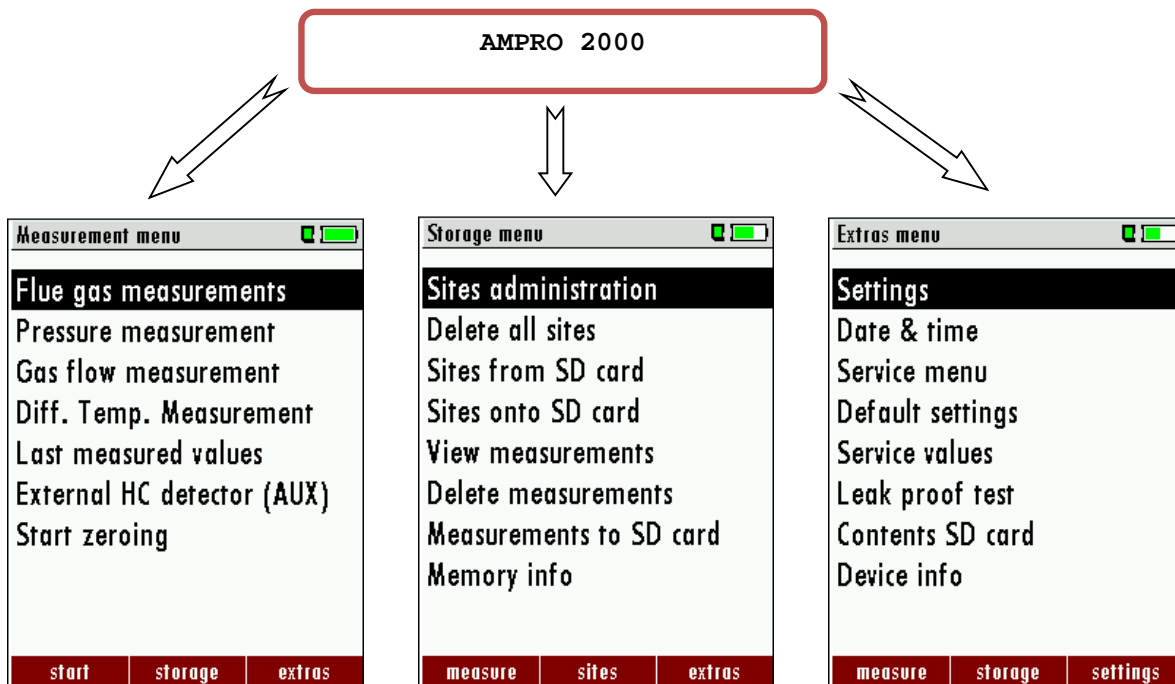 AMPRO 2000
Measurement menu
Flue gas measurements
Pressure measurement
Gas flow measurement
Diff. Temp. Measurement
Last measured values
External HC detector (AUX)
Start zeroing
start storage extras
Storage menu
Sites administration
Delete all sites
Sites from SD card
Sites onto SD card
View measurements
Delete measurements
Measurements to SD card
Memory info
measure sites extras
Extras menu
Settings
Date & time
Service menu
Default settings
Service values
Leak proof test
Contents SD card
Device info
measure storage settings